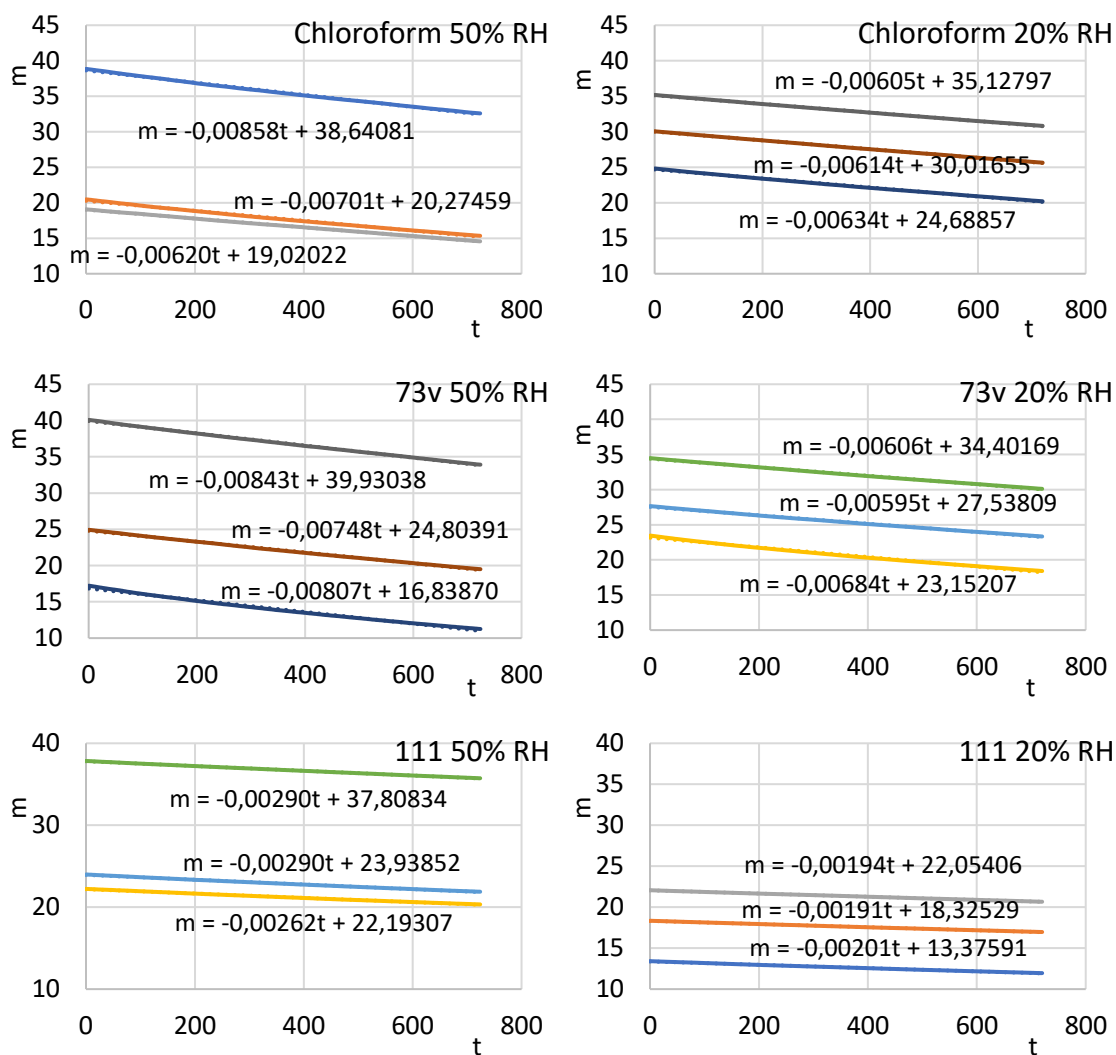 Chloroform 50% RH
45
40
35
30
25
20
15
10
m
m = -0,00858t + 38,64081
m = -0,00701t + 20,27459
m = -0,00620t + 19,02022
0 200 400 600 800
t
Chloroform 20% RH
45
40
35
30
25
20
15
10
m
m = -0,00605t + 35,12797
m = -0,00614t + 30,01655
m = -0,00634t + 24,68857
0 200 400 600 800
t
73v 50% RH
45
40
35
30
25
20
15
10
m
m = -0,00843t + 39,93038
m = -0,00748t + 24,80391
m = -0,00807t + 16,83870
0 200 400 600 800
t
73v 20% RH
45
40
35
30
25
20
15
10
m
m = -0,00606t + 34,40169
m = -0,00595t + 27,53809
m = -0,00684t + 23,15207
0 200 400 600 800
t
111 50% RH
40
30
20
10
m
m = -0,00290t + 37,80834
m = -0,00290t + 23,93852
m = -0,00262t + 22,19307
0 200 400 600 800
t
111 20% RH
40
35
30
25
20
15
10
m
m = -0,00194t + 22,05406
m = -0,00191t + 18,32529
m = -0,00201t + 13,37591
0 200 400 600 800
t